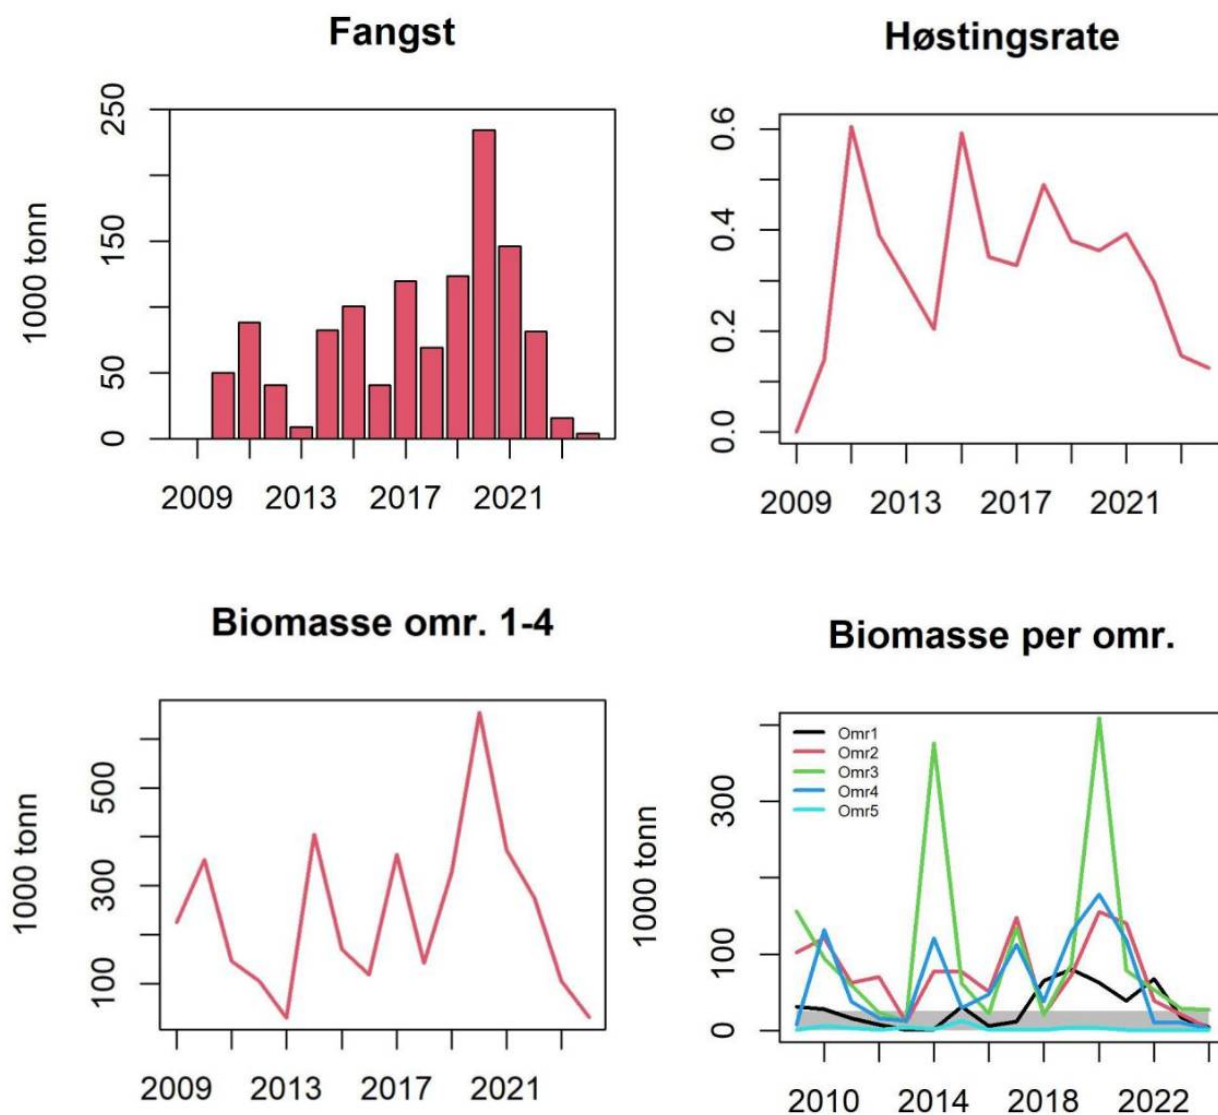 Fangst
1000 tonn
250
150
50
0
2009 2013 2017 2021
Høstingsrate
0.6
0.4
0.2
0.0
2009 2013 2017 2021
Biomasse omr. 1-4
1000 tonn
500
300
100
2009 2013 2017 2021
Biomasse per omr.
1000 tonn
Omr1
Omr2
Omr3
Omr4
Omr5
300
100
0
2010 2014 2018 2022